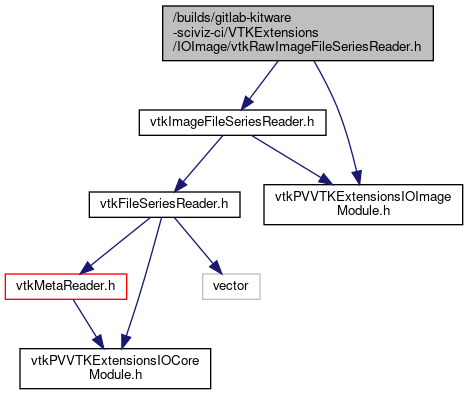 /builds/gitlab-kitware
-sciviz-ci/VTKExtensions
/IOImage/vtkRawImageFileSeriesReader.h
vtkImageFileSeriesReader.h
vtkPVVTKExtensionsIOImage
Module.h
vtkFileSeriesReader.h
vtkMetaReader.h
vector
vtkPVVTKExtensionsIOCore
Module.h